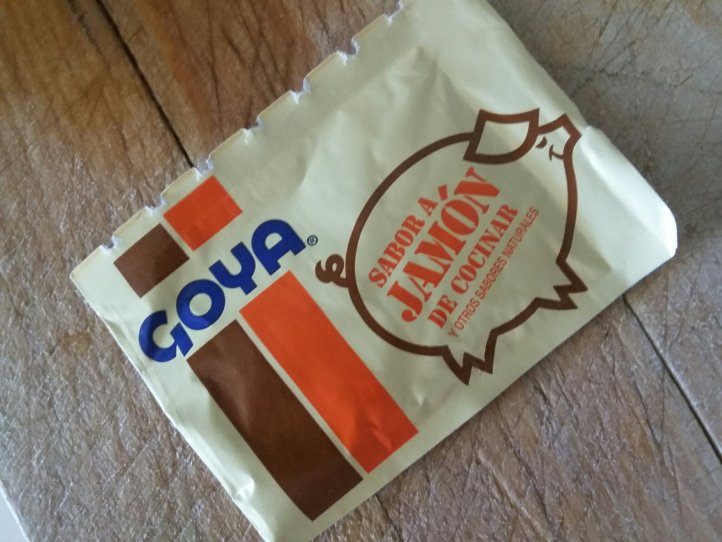 GOYA®
SABOR A
JAMÓN
DE COCINAR
Y OTROS SABORES NATURALES